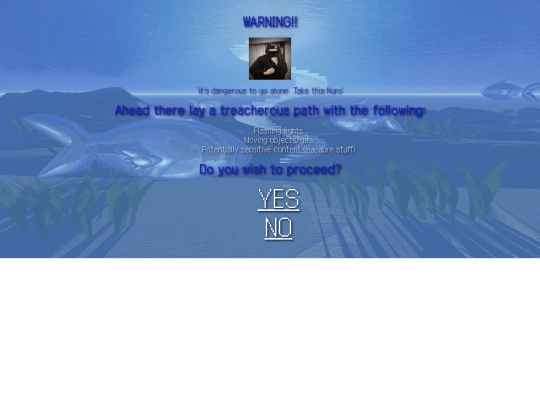 WARNING!!
'it's dangerous to go alone. Take this Kuro'
Ahead there lay a treacherous path with the following:
Flashing lights
Moving objects/gifs
Potentially sensitive content (macabre stuff)
Do you wish to proceed?
YES
NO